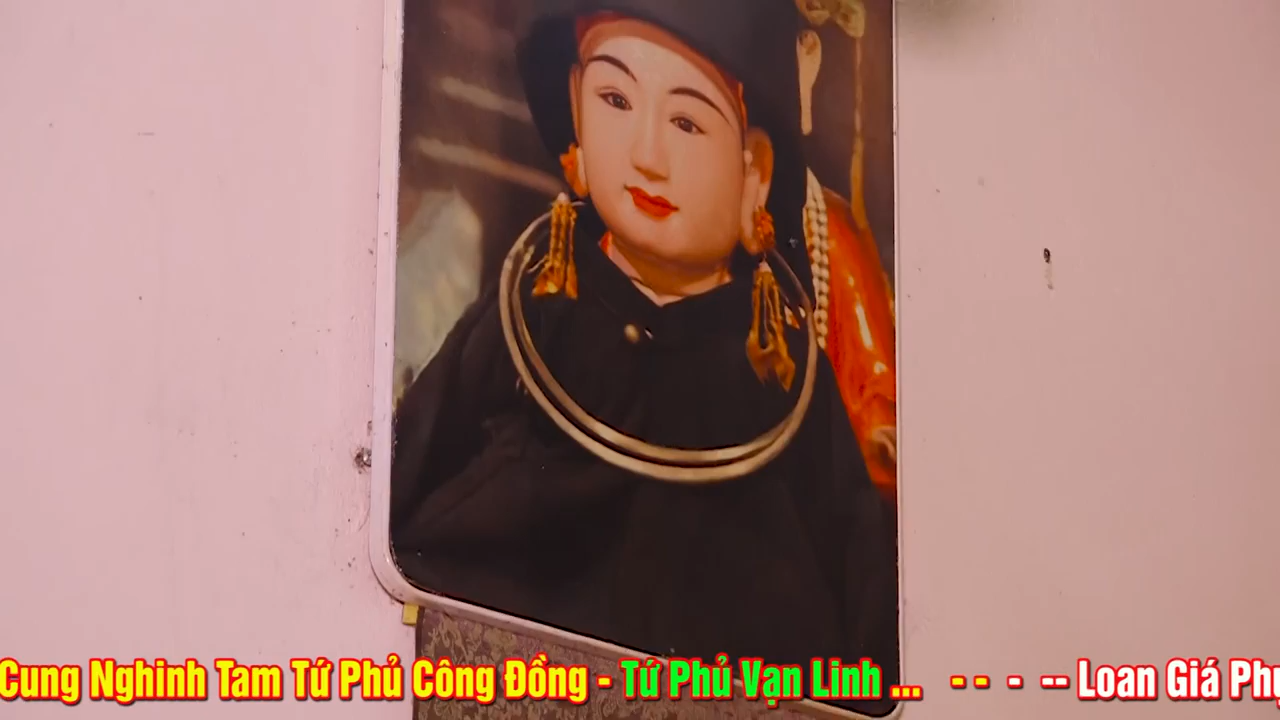 Cung Nghinh Tam Tứ Phủ Công Đồng - Tứ Phủ Vạn Linh ... -- - -- Loan Giá